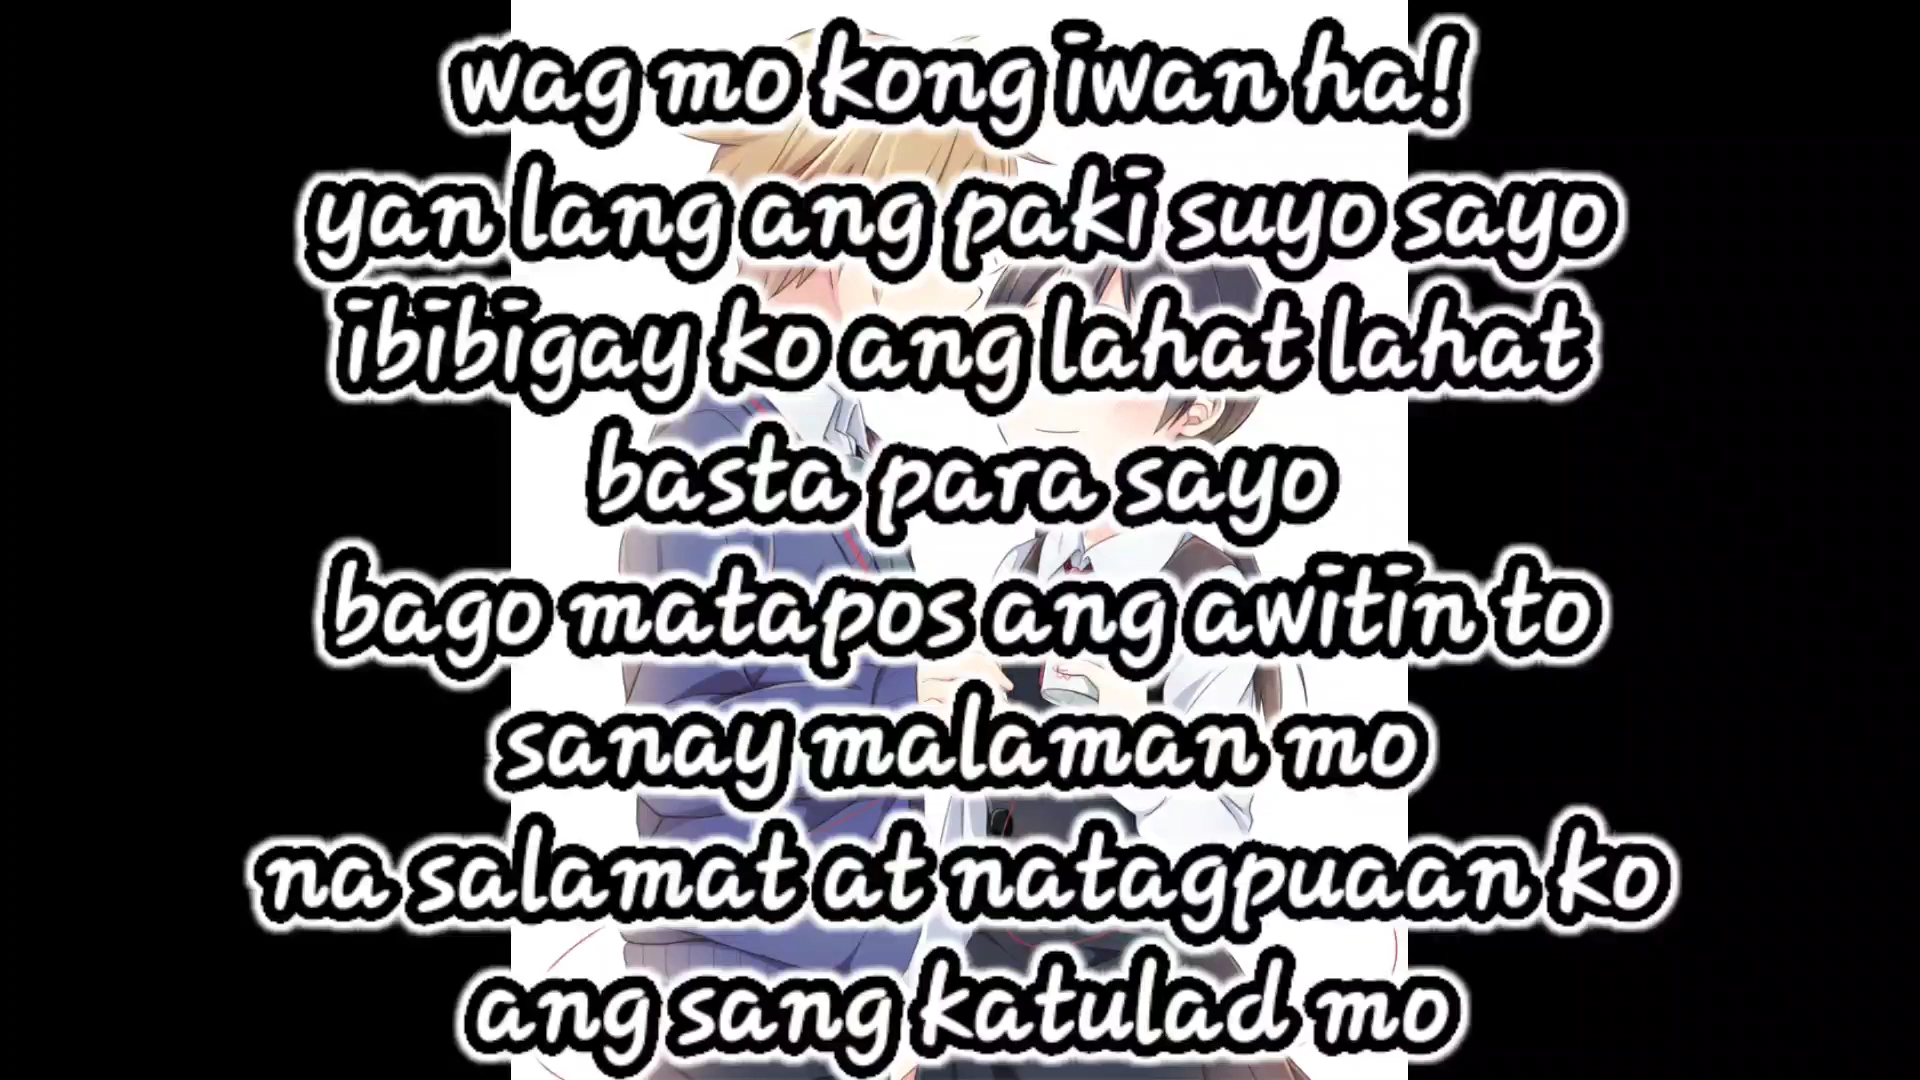 wag mo kong iwan ha!
yan lang ang paki suyo sayo
ibibigay ko ang lahat lahat
basta para sayo
bago matapos ang awitin to
sanay malaman mo
na salamat at natagpuaan ko
ang sang katulad mo